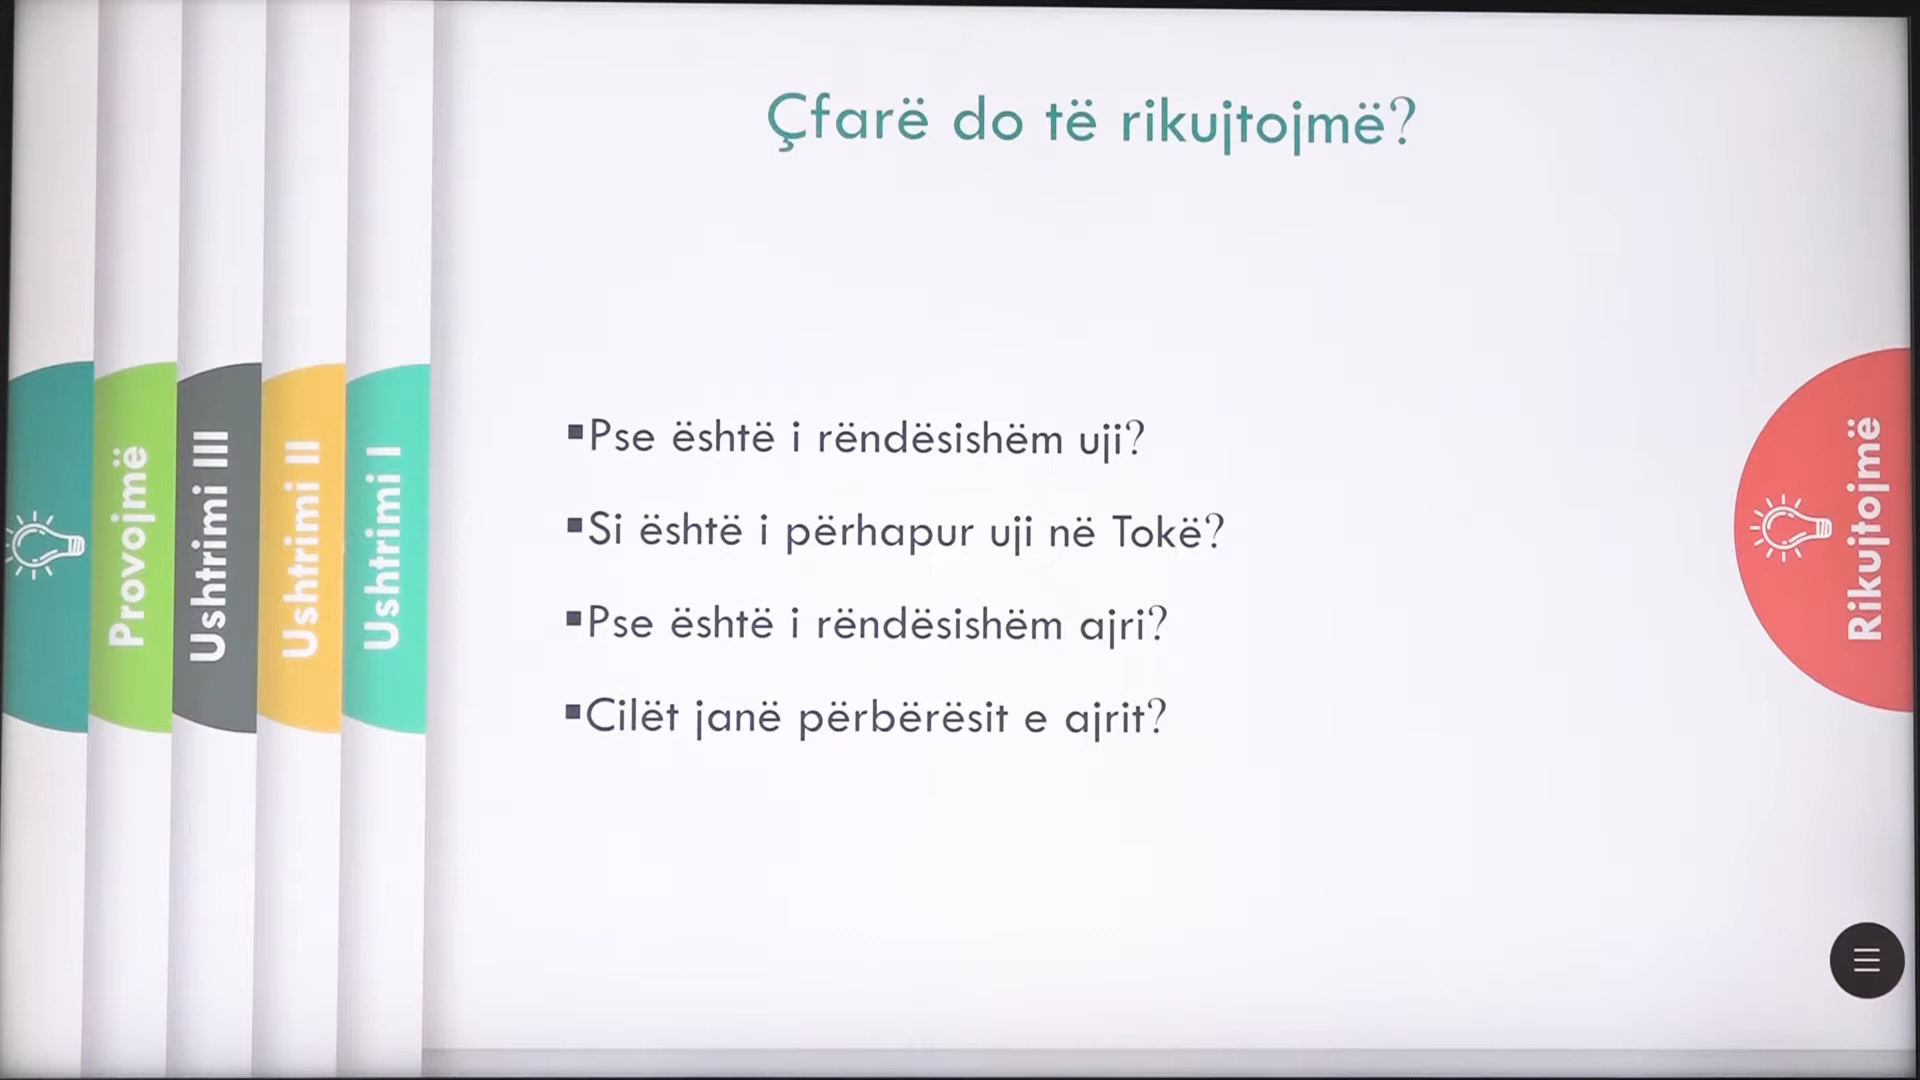 Çfarë do të rikujtojmë?
▪Pse është i rëndësishëm uji?
▪Si është i përhapur uji në Tokë?
▪Pse është i rëndësishëm ajri?
▪Cilët janë përbërësit e ajrit?
Provojmë
Ushtrimi III
Ushtrimi II
Ushtrimi I
Rikujtojmë